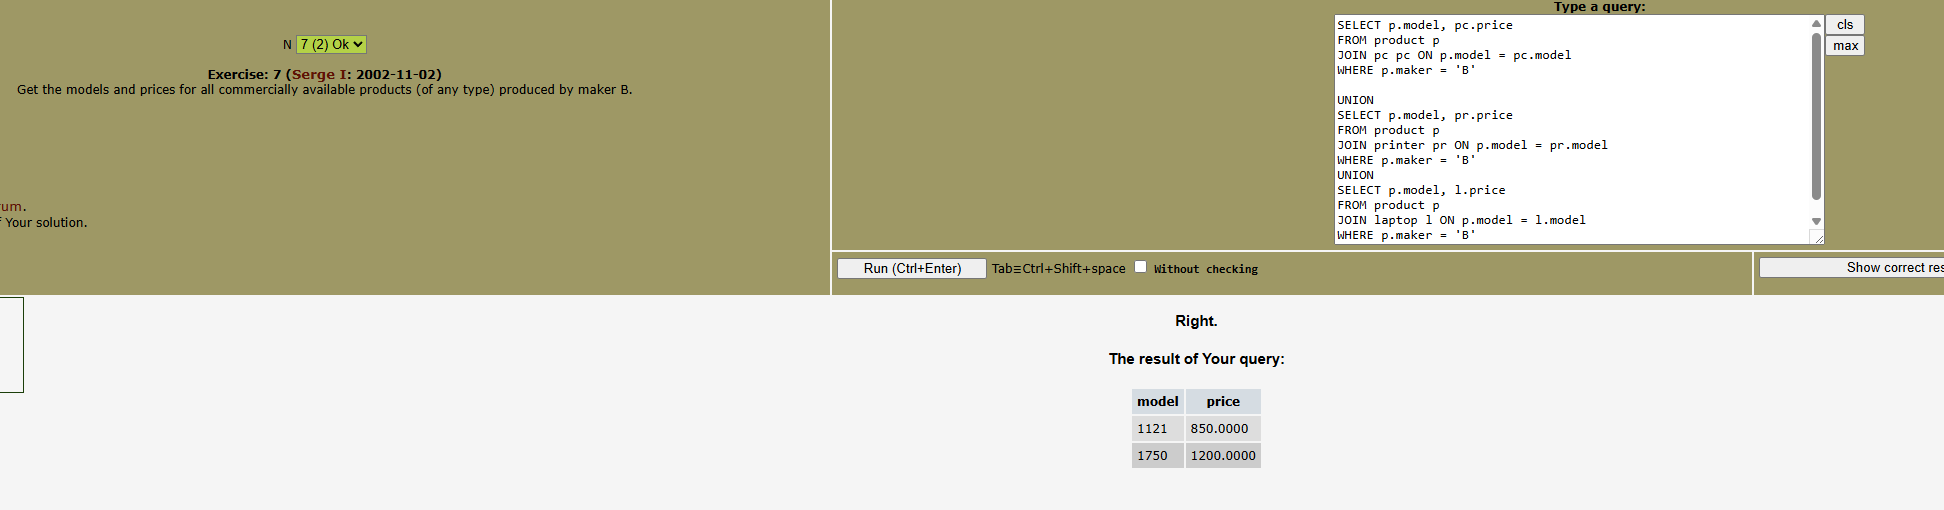 N 7 (2) Ok
Exercise: 7 (Serge I: 2002-11-02)
Get the models and prices for all commercially available products (of any type) produced by maker B.
um.
Your solution.
Type a query:
SELECT p.model, pc.price
FROM product p
JOIN pc pc ON p.model = pc.model
WHERE p.maker = 'B'
UNION
SELECT p.model, pr.price
FROM product p
JOIN printer pr ON p.model = pr.model
WHERE p.maker = 'B'
UNION
SELECT p.model, l.price
FROM product p
JOIN laptop l ON p.model = l.model
WHERE p.maker = 'B'
cls
max
Run (Ctrl+Enter) Tab≡Ctrl+Shift+space Without checking
Show correct res
Right.
The result of Your query:
model price
1121 850.0000
1750 1200.0000